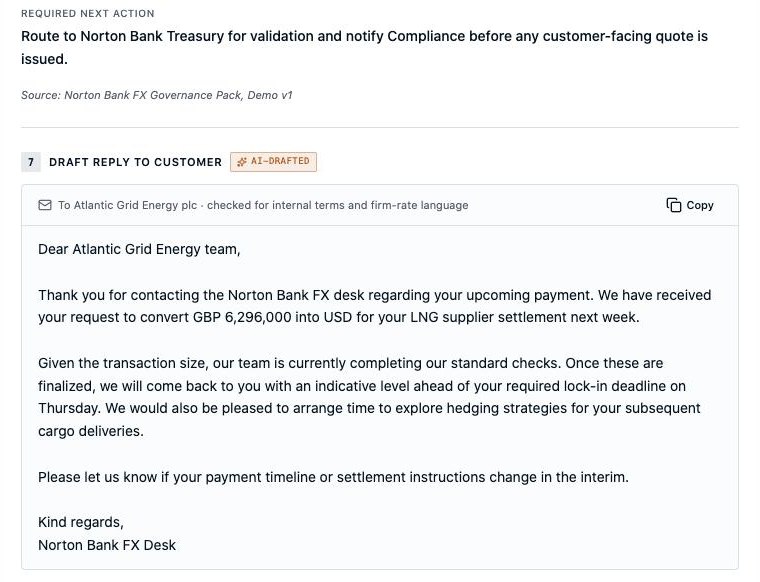 REQUIRED NEXT ACTION
Route to Norton Bank Treasury for validation and notify Compliance before any customer-facing quote is
issued.
Source: Norton Bank FX Governance Pack, Demo v1
7 DRAFT REPLY TO CUSTOMER AI-DRAFTED
To Atlantic Grid Energy plc · checked for internal terms and firm-rate language Copy
Dear Atlantic Grid Energy team,
Thank you for contacting the Norton Bank FX desk regarding your upcoming payment. We have received
your request to convert GBP 6,296,000 into USD for your LNG supplier settlement next week.
Given the transaction size, our team is currently completing our standard checks. Once these are
finalized, we will come back to you with an indicative level ahead of your required lock-in deadline on
Thursday. We would also be pleased to arrange time to explore hedging strategies for your subsequent
cargo deliveries.
Please let us know if your payment timeline or settlement instructions change in the interim.
Kind regards,
Norton Bank FX Desk